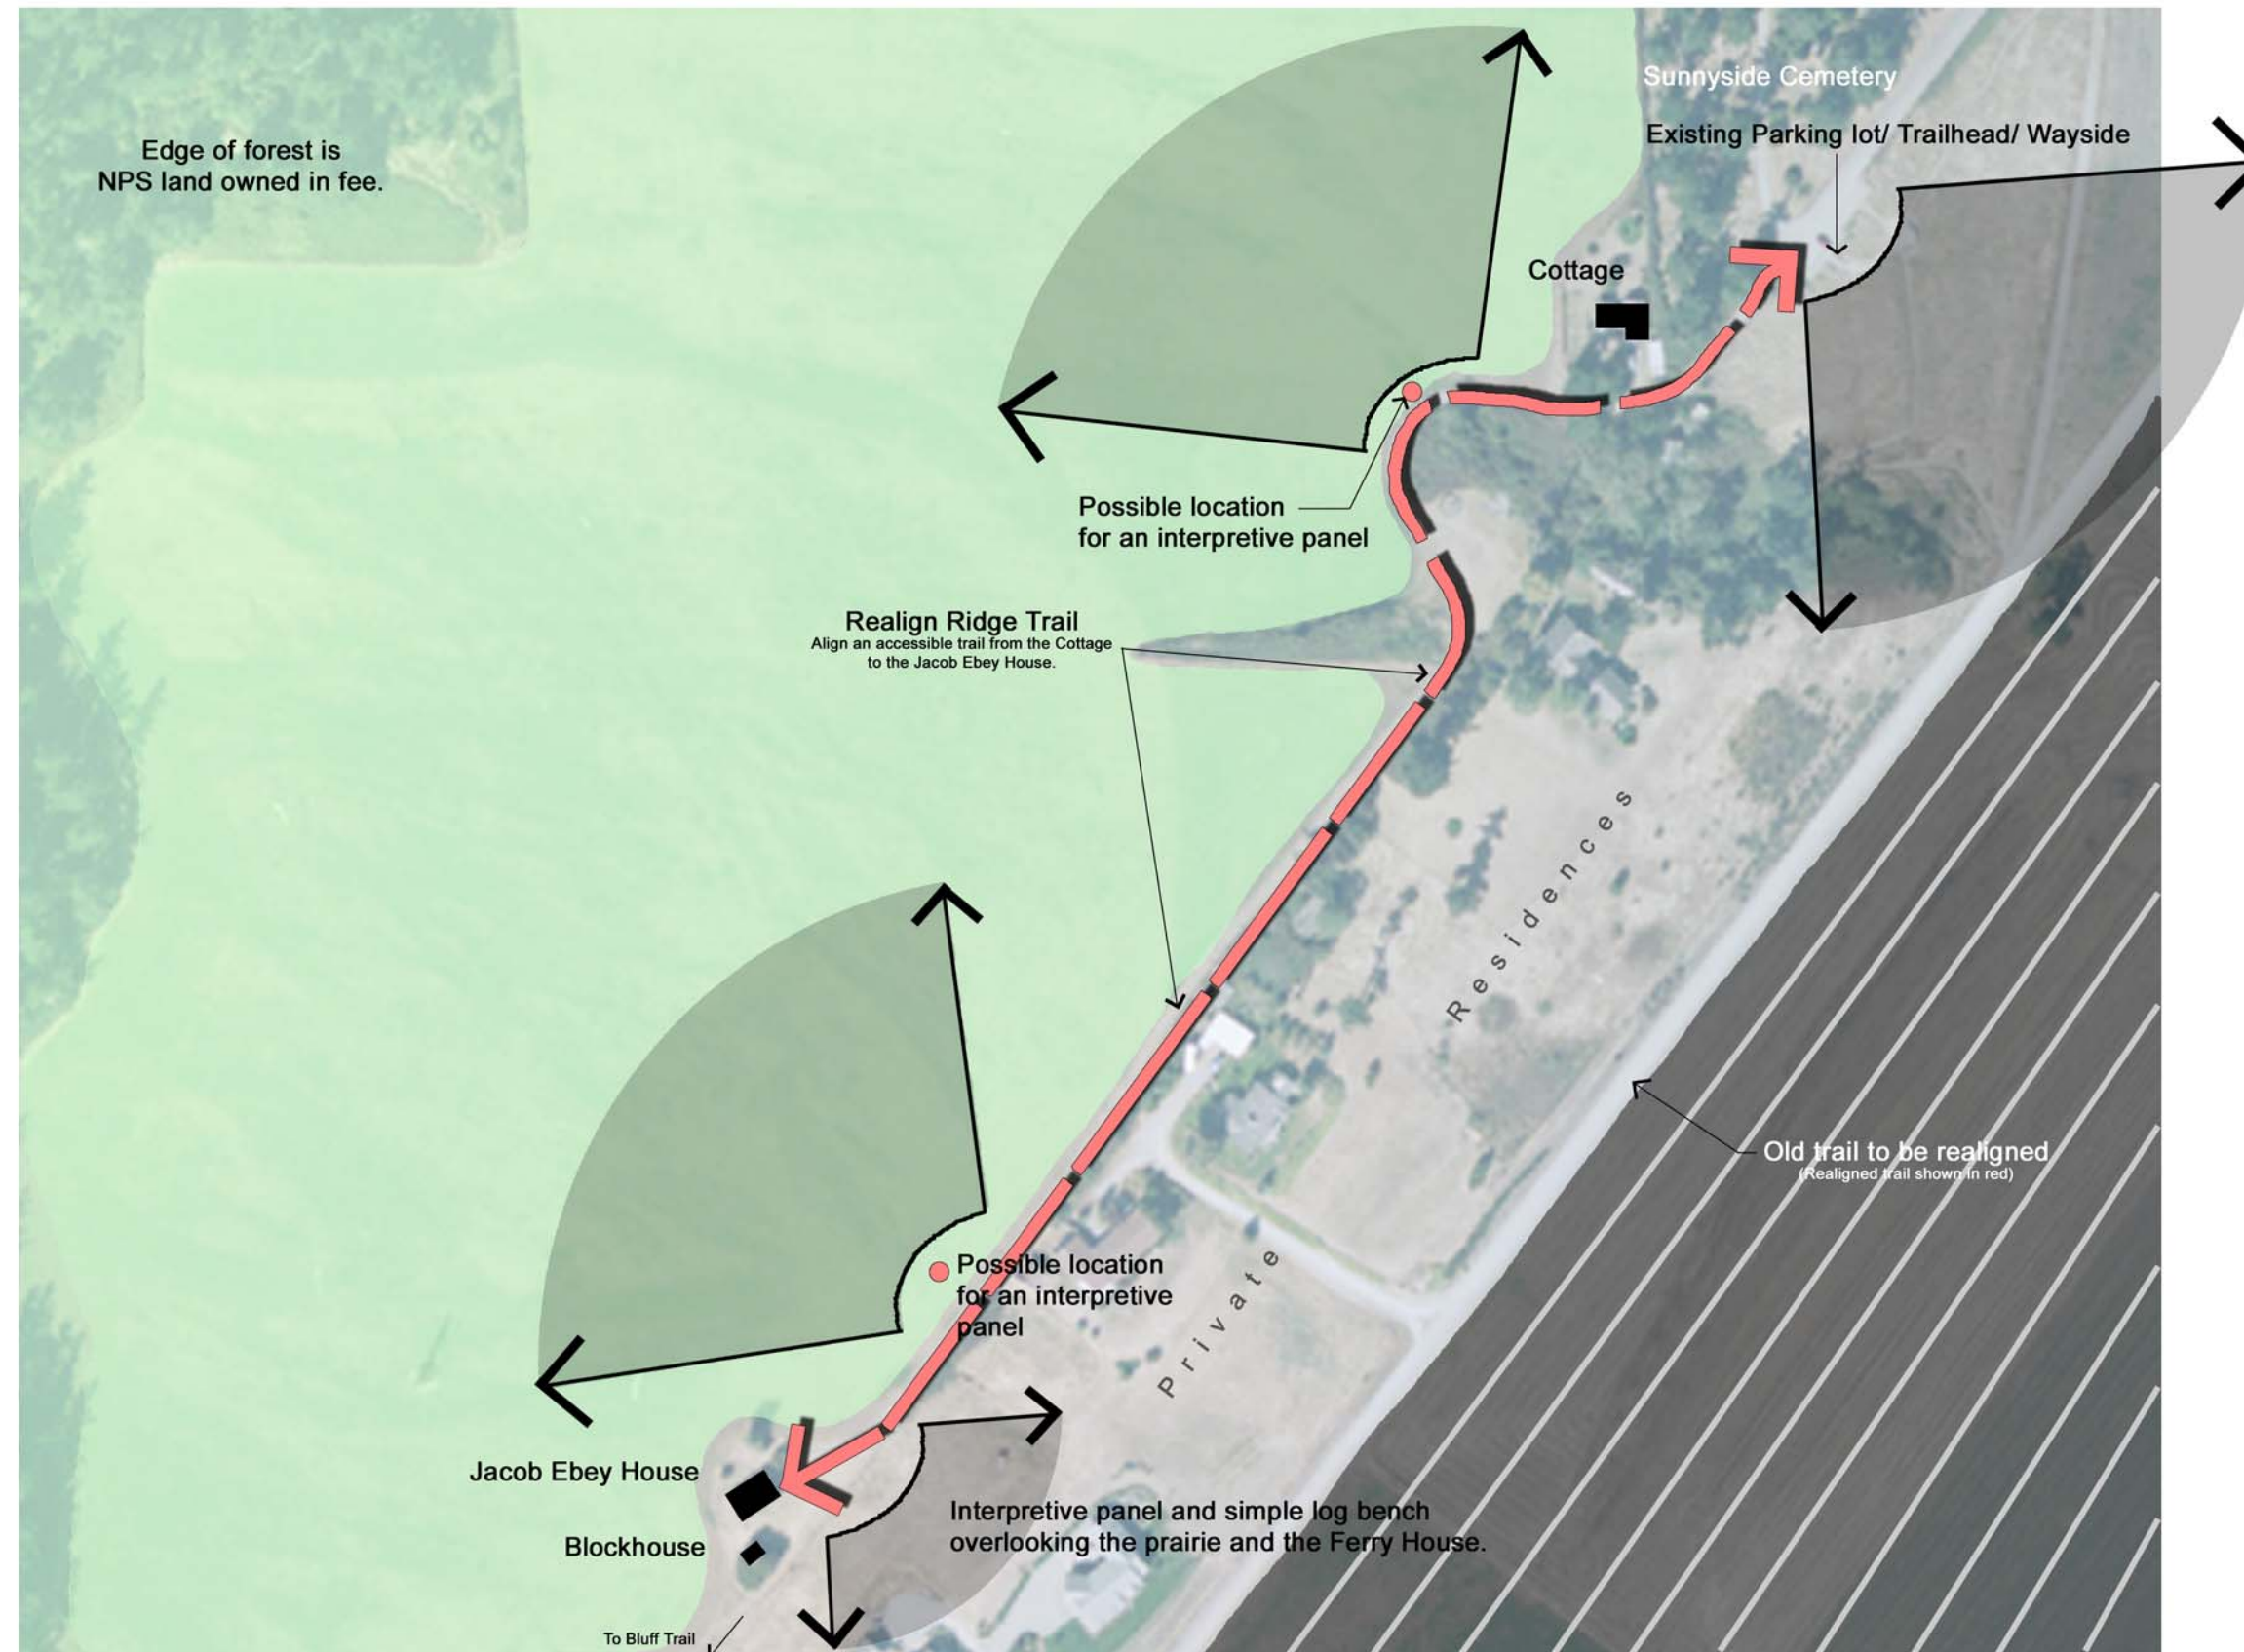 Sunnyside Cemetery
Existing Parking lot/ Trailhead/ Wayside
Edge of forest is
NPS land owned in fee.
Cottage
Possible location
for an interpretive panel
Realign Ridge Trail
Align an accessible trail from the Cottage
to the Jacob Ebey House.
Residences
Old trail to be realigned
(Realigned trail shown in red)
Private
Possible location
for an interpretive
panel
Jacob Ebey House
Blockhouse
Interpretive panel and simple log bench
overlooking the prairie and the Ferry House.
To Bluff Trail